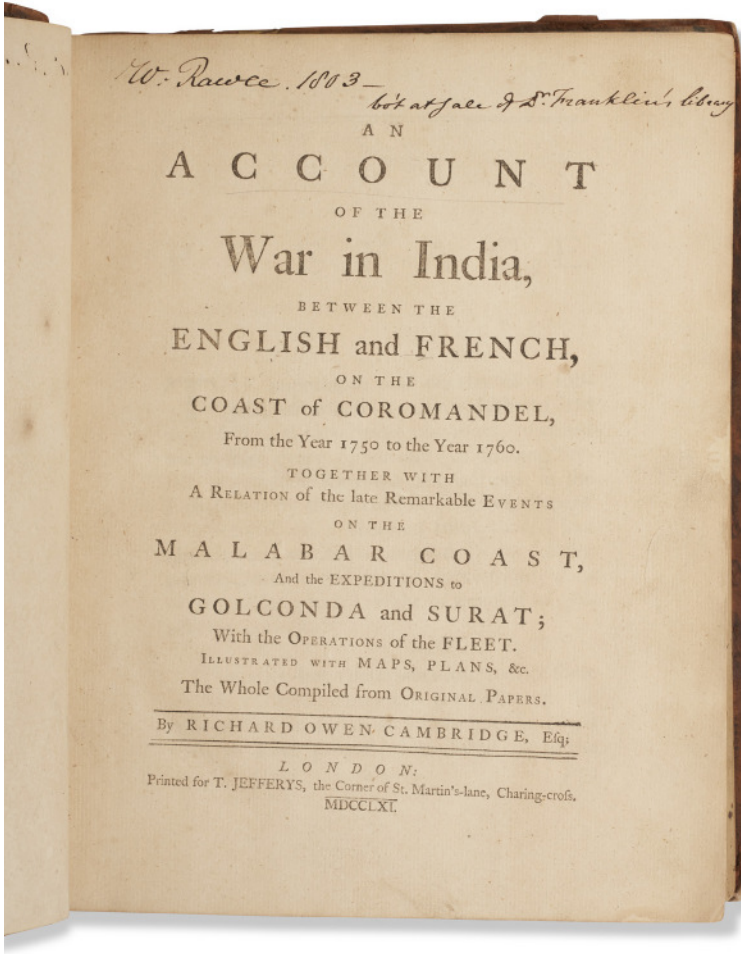 W. Rawle. 1803 —
bo't at sale of Dr. Franklin's library
AN
ACCOUNT
OF THE
War in India,
BETWEEN THE
ENGLISH and FRENCH,
ON THE
COAST of COROMANDEL,
From the Year 1750 to the Year 1760.
TOGETHER WITH
A RELATION of the late Remarkable EVENTS
ON THE
MALABAR COAST,
And the EXPEDITIONS to
GOLCONDA and SURAT;
With the OPERATIONS of the FLEET.
ILLUSTRATED WITH MAPS, PLANS, &c.
The Whole Compiled from ORIGINAL PAPERS.
By RICHARD OWEN CAMBRIDGE, Eſq;
LONDON:
Printed for T. JEFFERYS, the Corner of St. Martin's-lane, Charing-croſs.
MDCCLXI.